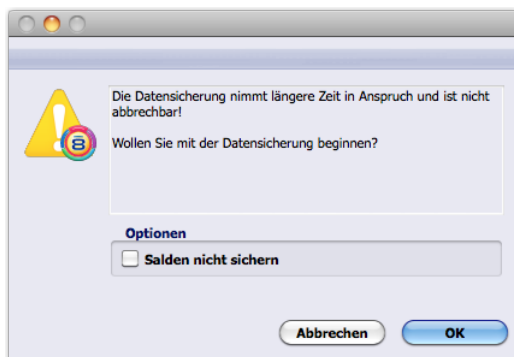 Die Datensicherung nimmt längere Zeit in Anspruch und ist nicht
abbrechbar!
Wollen Sie mit der Datensicherung beginnen?
Optionen
Salden nicht sichern
Abbrechen
OK